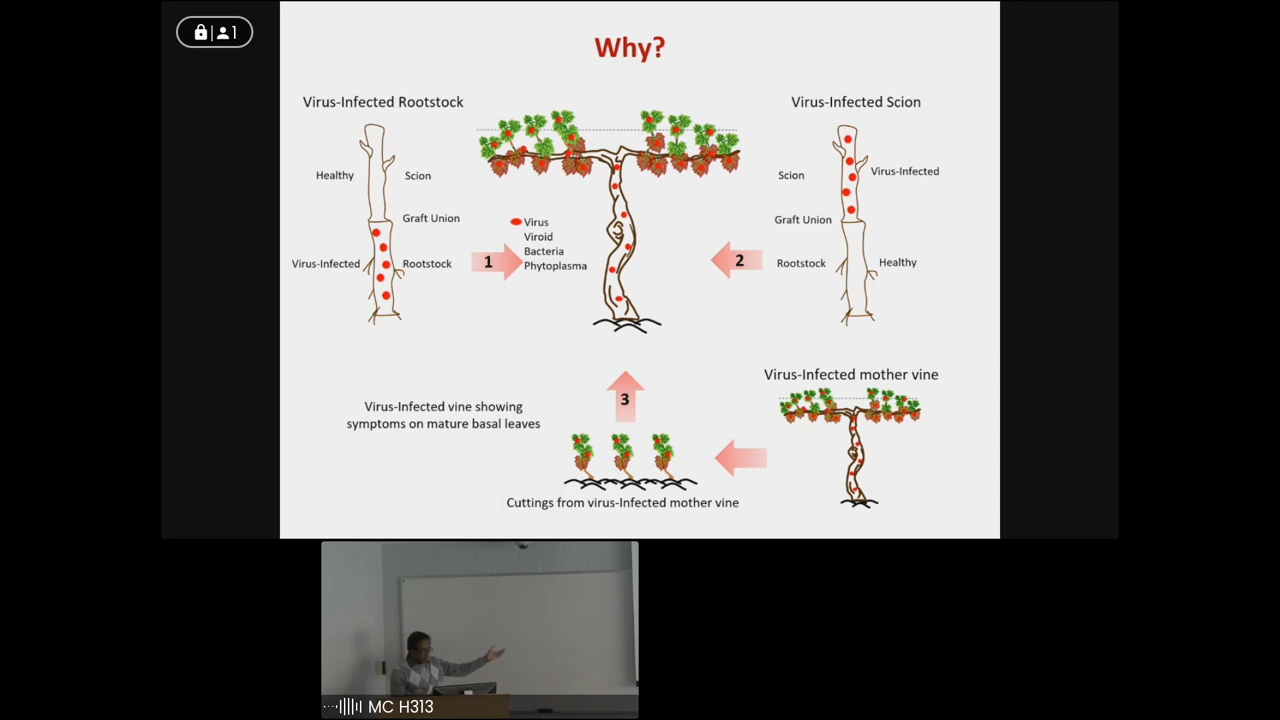 1
Why?
Virus-Infected Rootstock
Virus-Infected Scion
Healthy
Scion
Scion
Virus-Infected
Graft Union
Graft Union
Virus
Viroid
Bacteria
Phytoplasma
Virus-Infected
Rootstock
1
2
Rootstock
Healthy
Virus-Infected mother vine
3
Virus-Infected vine showing
symptoms on mature basal leaves
Cuttings from virus-Infected mother vine
MC H313